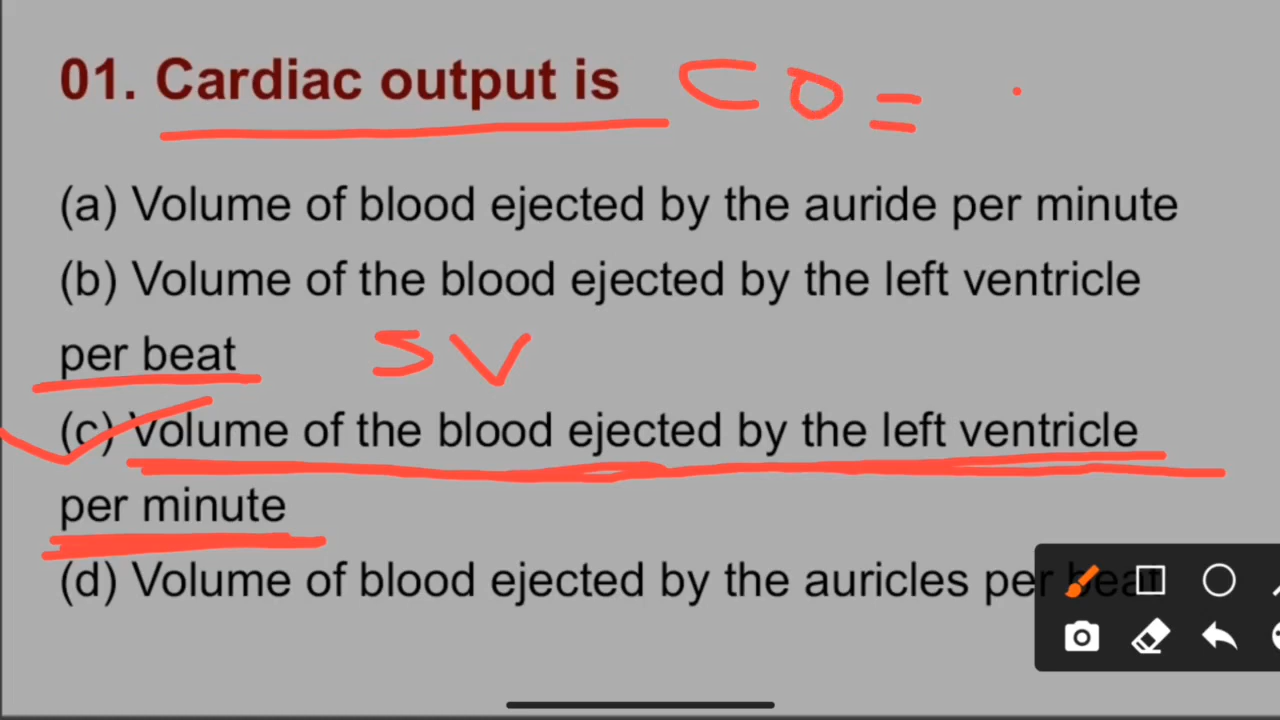 01. Cardiac output is CO =
(a) Volume of blood ejected by the auride per minute
(b) Volume of the blood ejected by the left ventricle
per beat SV
(c) Volume of the blood ejected by the left ventricle
per minute
(d) Volume of blood ejected by the auricles per beat